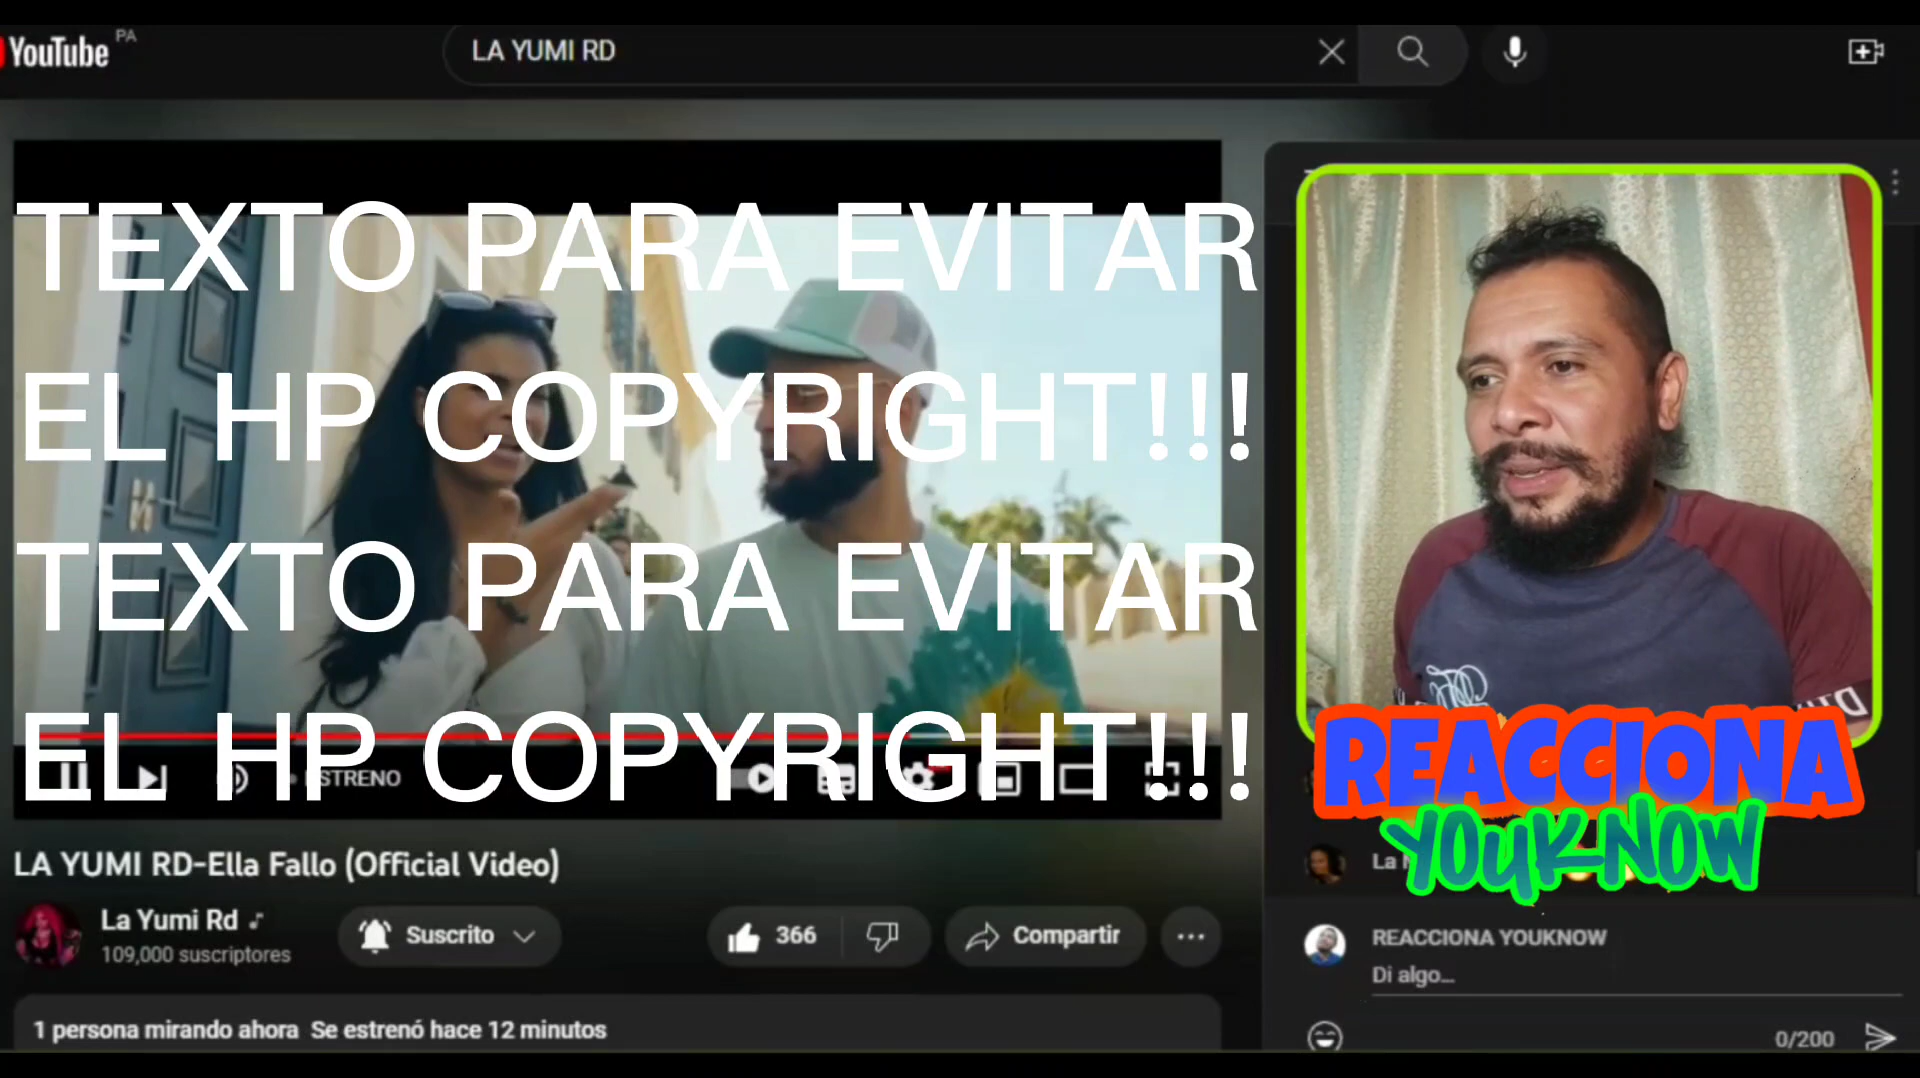 YouTube PA
LA YUMI RD
TEXTO PARA EVITAR
EL HP COPYRIGHT!!!
TEXTO PARA EVITAR
EL HP COPYRIGHT!!!
ESTRENO
LA YUMI RD-Ella Fallo (Official Video)
La Yumi Rd
109,000 suscriptores
Suscrito
366
Compartir
1 persona mirando ahora Se estrenó hace 12 minutos
REACCIONA
YOUKNOW
La
REACCIONA YOUKNOW
Di algo...
0/200